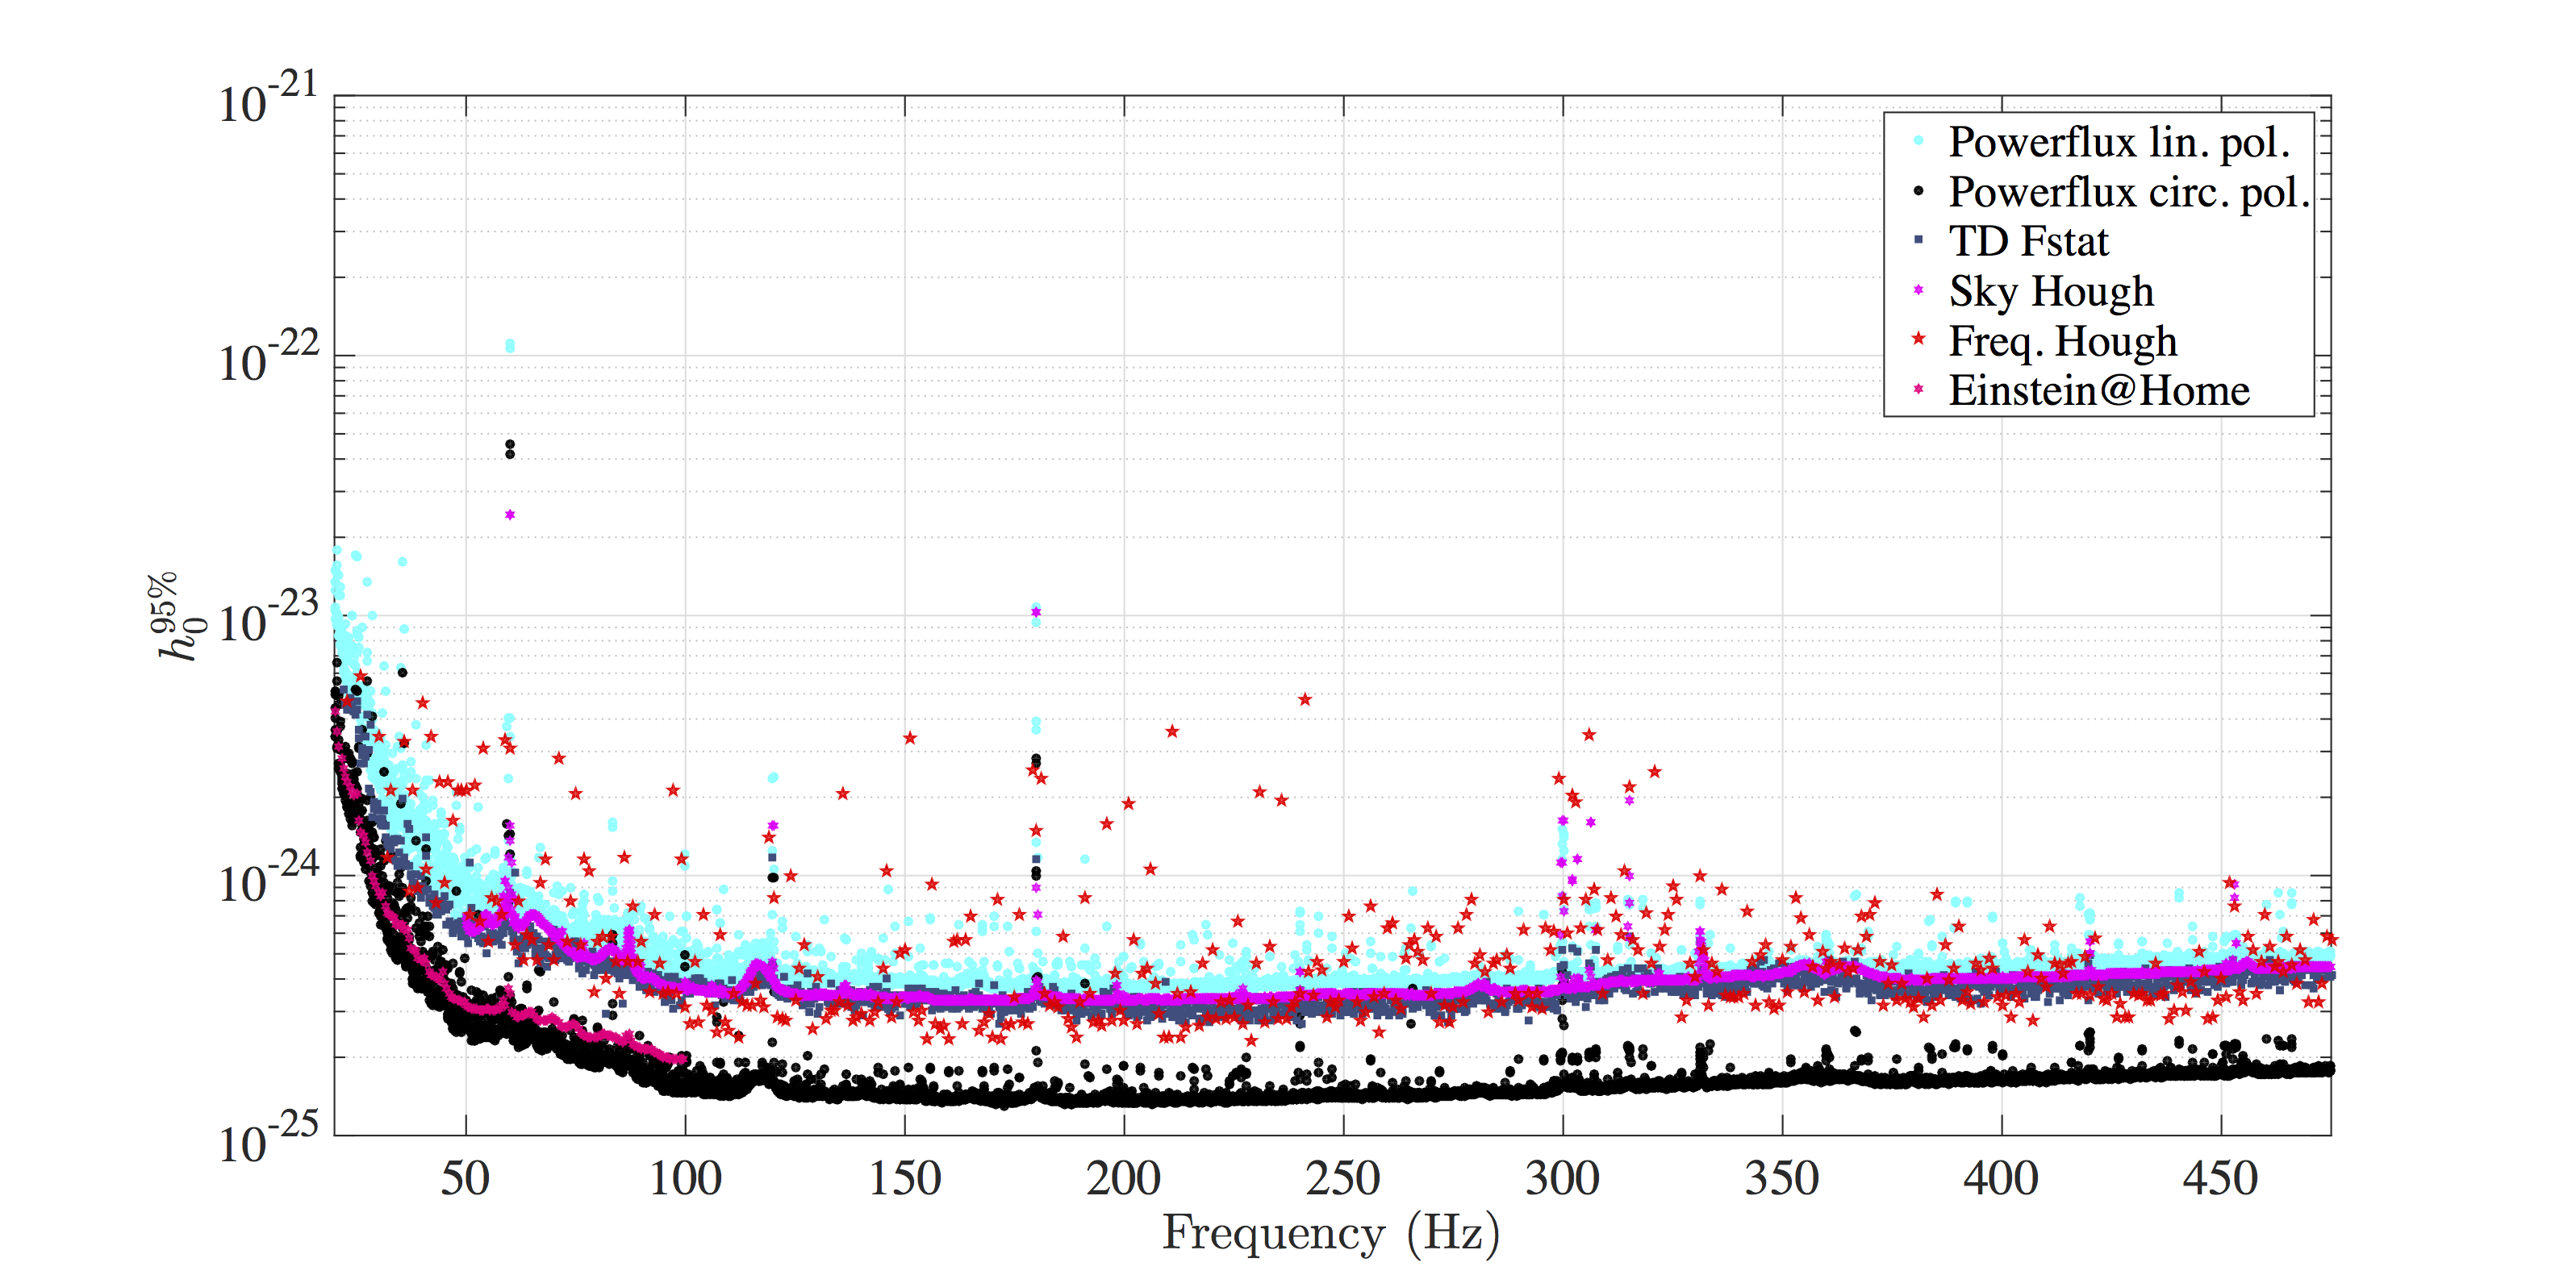 10^-21
10^-22
10^-23
10^-24
10^-25
h_0^95%
50 100 150 200 250 300 350 400 450
Frequency (Hz)
Powerflux lin. pol.
Powerflux circ. pol.
TD Fstat
Sky Hough
Freq. Hough
Einstein@Home